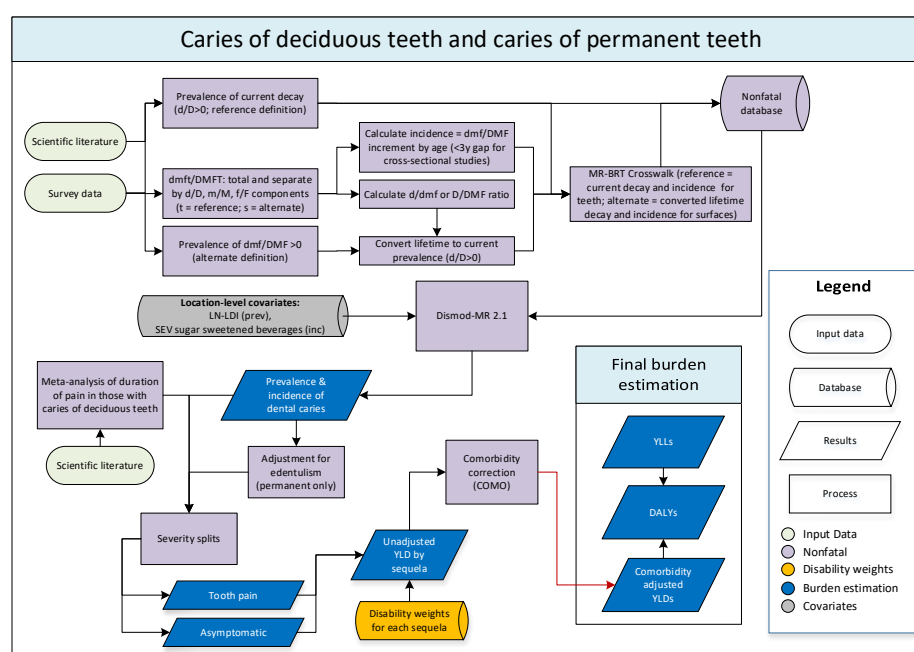 Caries of deciduous teeth and caries of permanent teeth
Scientific literature
Survey data
Prevalence of current decay
(d/D>0; reference definition)
dmft/DMFT: total and separate
by d/D, m/M, f/F components
(t = reference; s = alternate)
Prevalence of dmf/DMF >0
(alternate definition)
Calculate incidence = dmf/DMF
increment by age (<3y gap for
cross-sectional studies)
Calculate d/dmf or D/DMF ratio
Convert lifetime to current
prevalence (d/D>0)
MR-BRT Crosswalk (reference =
current decay and incidence for
teeth; alternate = converted lifetime
decay and incidence for surfaces)
Nonfatal
database
Location-level covariates:
LN-LDI (prev),
SEV sugar sweetened beverages (inc)
Dismod-MR 2.1
Meta-analysis of duration
of pain in those with
caries of deciduous teeth
Scientific literature
Prevalence &
incidence of
dental caries
Adjustment for
edentulism
(permanent only)
Severity splits
Tooth pain
Asymptomatic
Unadjusted
YLD by
sequela
Disability weights
for each sequela
Comorbidity
correction
(COMO)
Final burden
estimation
YLLs
DALYs
Comorbidity
adjusted
YLDs
Legend
Input data
Database
Results
Process
Input Data
Nonfatal
Disability weights
Burden estimation
Covariates